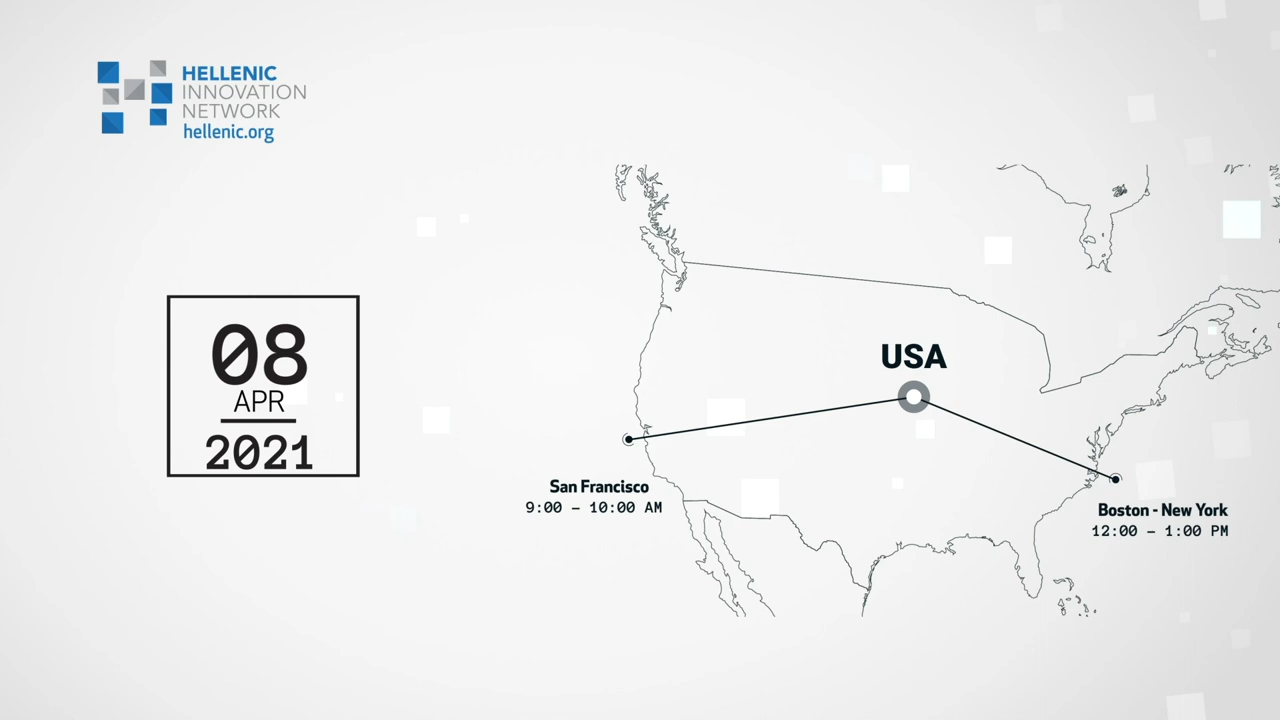 HELLENIC
INNOVATION
NETWORK
hellenic.org
08
APR
2021
USA
San Francisco
9:00 – 10:00 AM
Boston - New York
12:00 – 1:00 PM